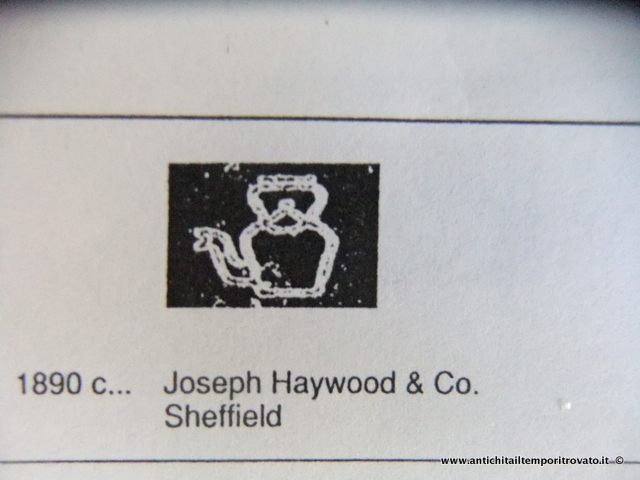 1890 c... Joseph Haywood & Co.
Sheffield
www.antichitailtemporitrovato.it ©